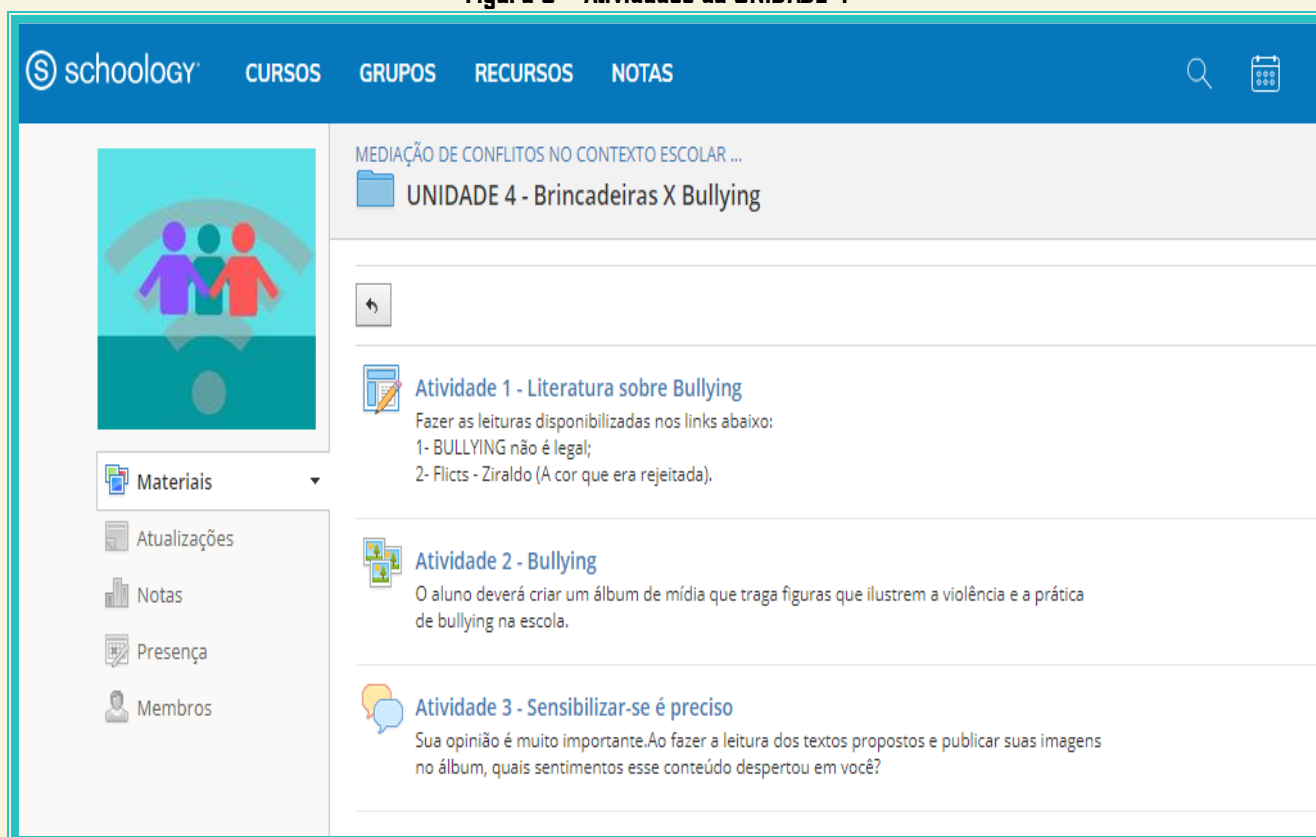 schoology CURSOS GRUPOS RECURSOS NOTAS
MEDIAÇÃO DE CONFLITOS NO CONTEXTO ESCOLAR ...
UNIDADE 4 - Brincadeiras X Bullying
Atividade 1 - Literatura sobre Bullying
Fazer as leituras disponibilizadas nos links abaixo:
1- BULLYING não é legal;
2- Flicts - Ziraldo (A cor que era rejeitada).
Materiais
Atualizações
Notas
Presença
Membros
Atividade 2 - Bullying
O aluno deverá criar um álbum de mídia que traga figuras que ilustrem a violência e a prática
de bullying na escola.
Atividade 3 - Sensibilizar-se é preciso
Sua opinião é muito importante.Ao fazer a leitura dos textos propostos e publicar suas imagens
no álbum, quais sentimentos esse conteúdo despertou em você?